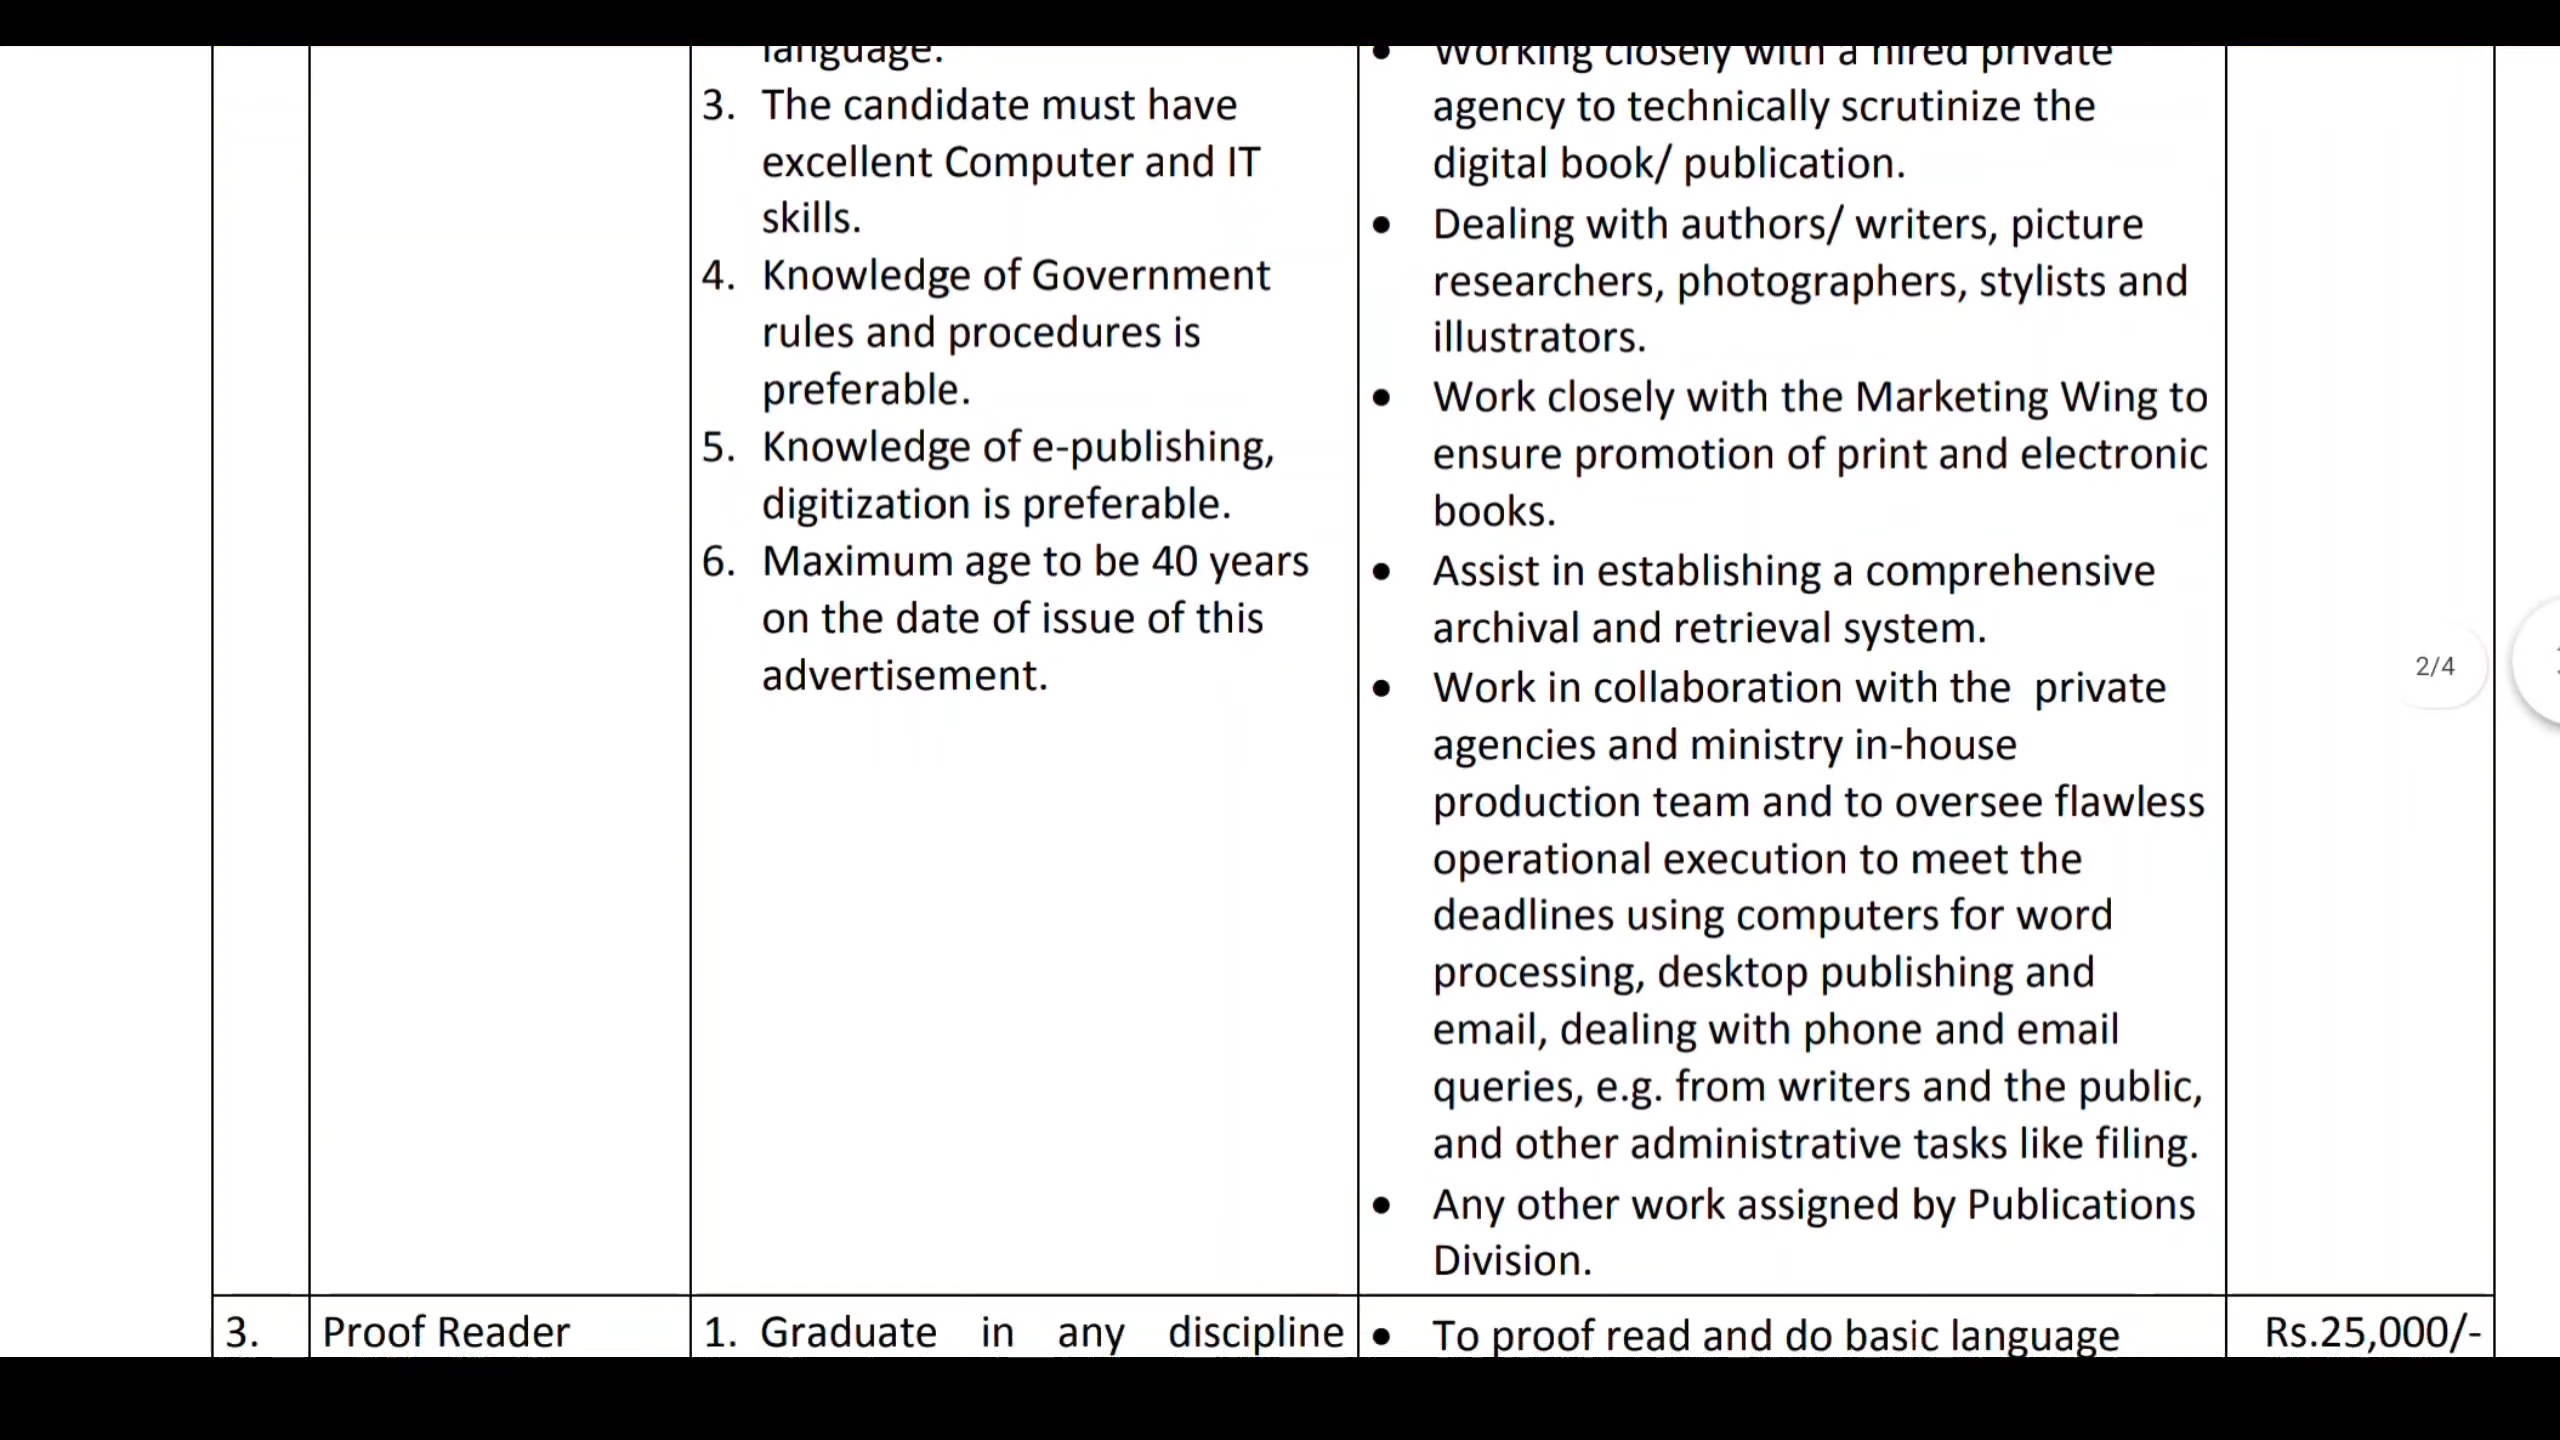 language.
3. The candidate must have
excellent Computer and IT
skills.
4. Knowledge of Government
rules and procedures is
preferable.
5. Knowledge of e-publishing,
digitization is preferable.
6. Maximum age to be 40 years
on the date of issue of this
advertisement.
• Working closely with a hired private
agency to technically scrutinize the
digital book/ publication.
• Dealing with authors/ writers, picture
researchers, photographers, stylists and
illustrators.
• Work closely with the Marketing Wing to
ensure promotion of print and electronic
books.
• Assist in establishing a comprehensive
archival and retrieval system.
• Work in collaboration with the  private
agencies and ministry in-house
production team and to oversee flawless
operational execution to meet the
deadlines using computers for word
processing, desktop publishing and
email, dealing with phone and email
queries, e.g. from writers and the public,
and other administrative tasks like filing.
• Any other work assigned by Publications
Division.
2/4
3.
Proof Reader
1. Graduate in any discipline
• To proof read and do basic language
Rs.25,000/-